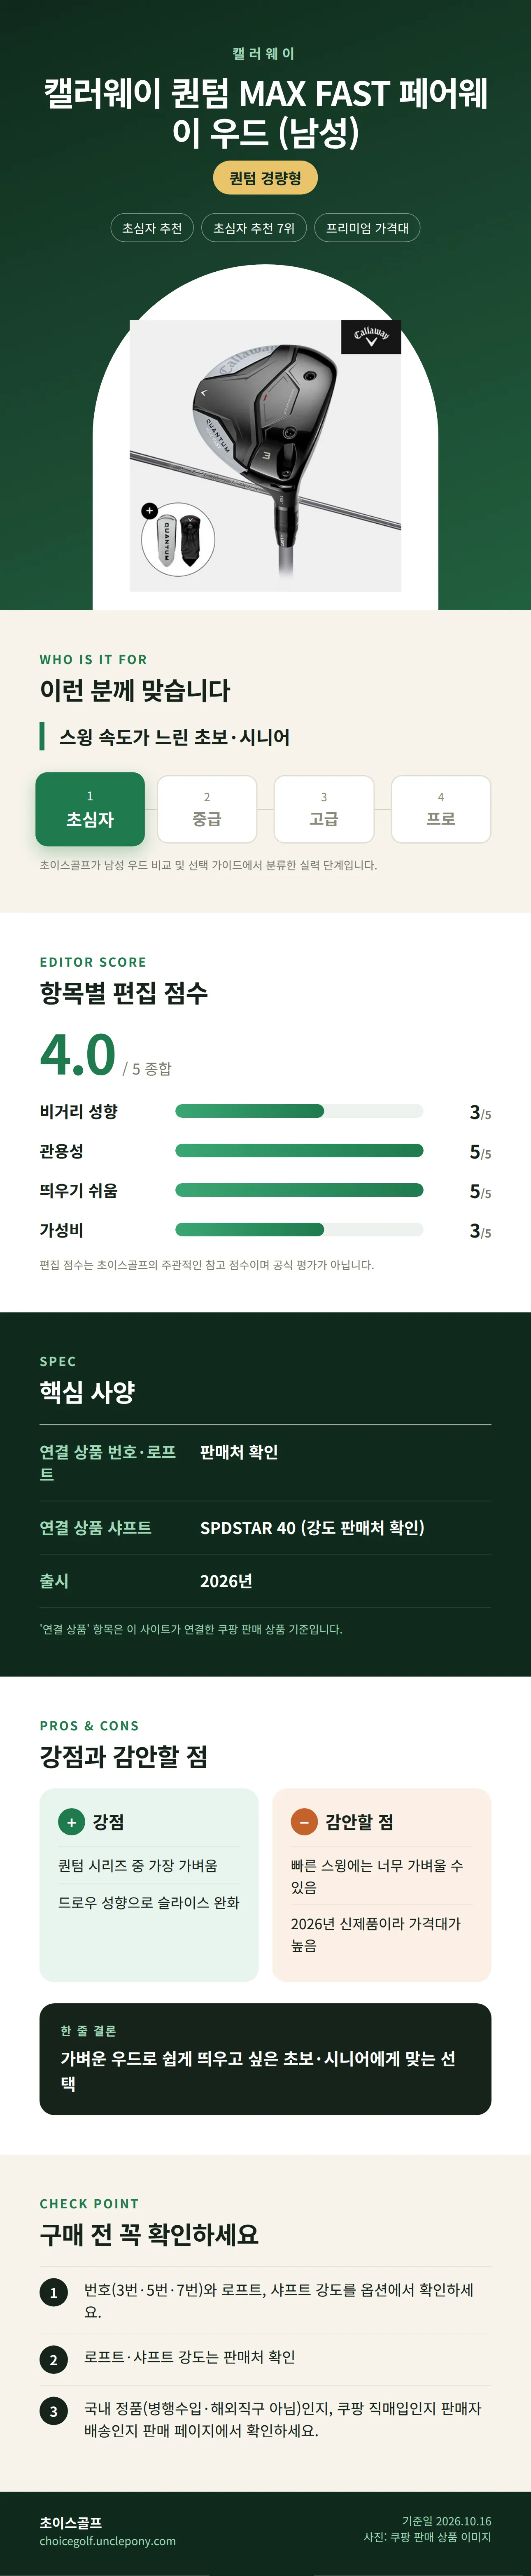 캘러웨이
캘러웨이 퀀텀 MAX FAST 페어웨
이 우드 (남성)
퀀텀 경량형
초심자 추천
초심자 추천 7위
프리미엄 가격대
Callaway
QUANTUM
3
+
QUANTUM
WHO IS IT FOR
이런 분께 맞습니다
스윙 속도가 느린 초보·시니어
1
초심자
2
중급
3
고급
4
프로
초이스골프가 남성 우드 비교 및 선택 가이드에서 분류한 실력 단계입니다.
EDITOR SCORE
항목별 편집 점수
4.0 / 5 종합
비거리 성향 3/5
관용성 5/5
띄우기 쉬움 5/5
가성비 3/5
편집 점수는 초이스골프의 주관적인 참고 점수이며 공식 평가가 아닙니다.
SPEC
핵심 사양
연결 상품 번호·로프
트
판매처 확인
연결 상품 샤프트 SPDSTAR 40 (강도 판매처 확인)
출시 2026년
'연결 상품' 항목은 이 사이트가 연결한 쿠팡 판매 상품 기준입니다.
PROS & CONS
강점과 감안할 점
+ 강점
퀀텀 시리즈 중 가장 가벼움
드로우 성향으로 슬라이스 완화
− 감안할 점
빠른 스윙에는 너무 가벼울 수
있음
2026년 신제품이라 가격대가
높음
한 줄 결론
가벼운 우드로 쉽게 띄우고 싶은 초보·시니어에게 맞는 선
택
CHECK POINT
구매 전 꼭 확인하세요
1 번호(3번·5번·7번)와 로프트, 샤프트 강도를 옵션에서 확인하세
요.
2 로프트·샤프트 강도는 판매처 확인
3 국내 정품(병행수입·해외직구 아님)인지, 쿠팡 직매입인지 판매자
배송인지 판매 페이지에서 확인하세요.
초이스골프
choicegolf.unclepony.com
기준일 2026.10.16
사진: 쿠팡 판매 상품 이미지